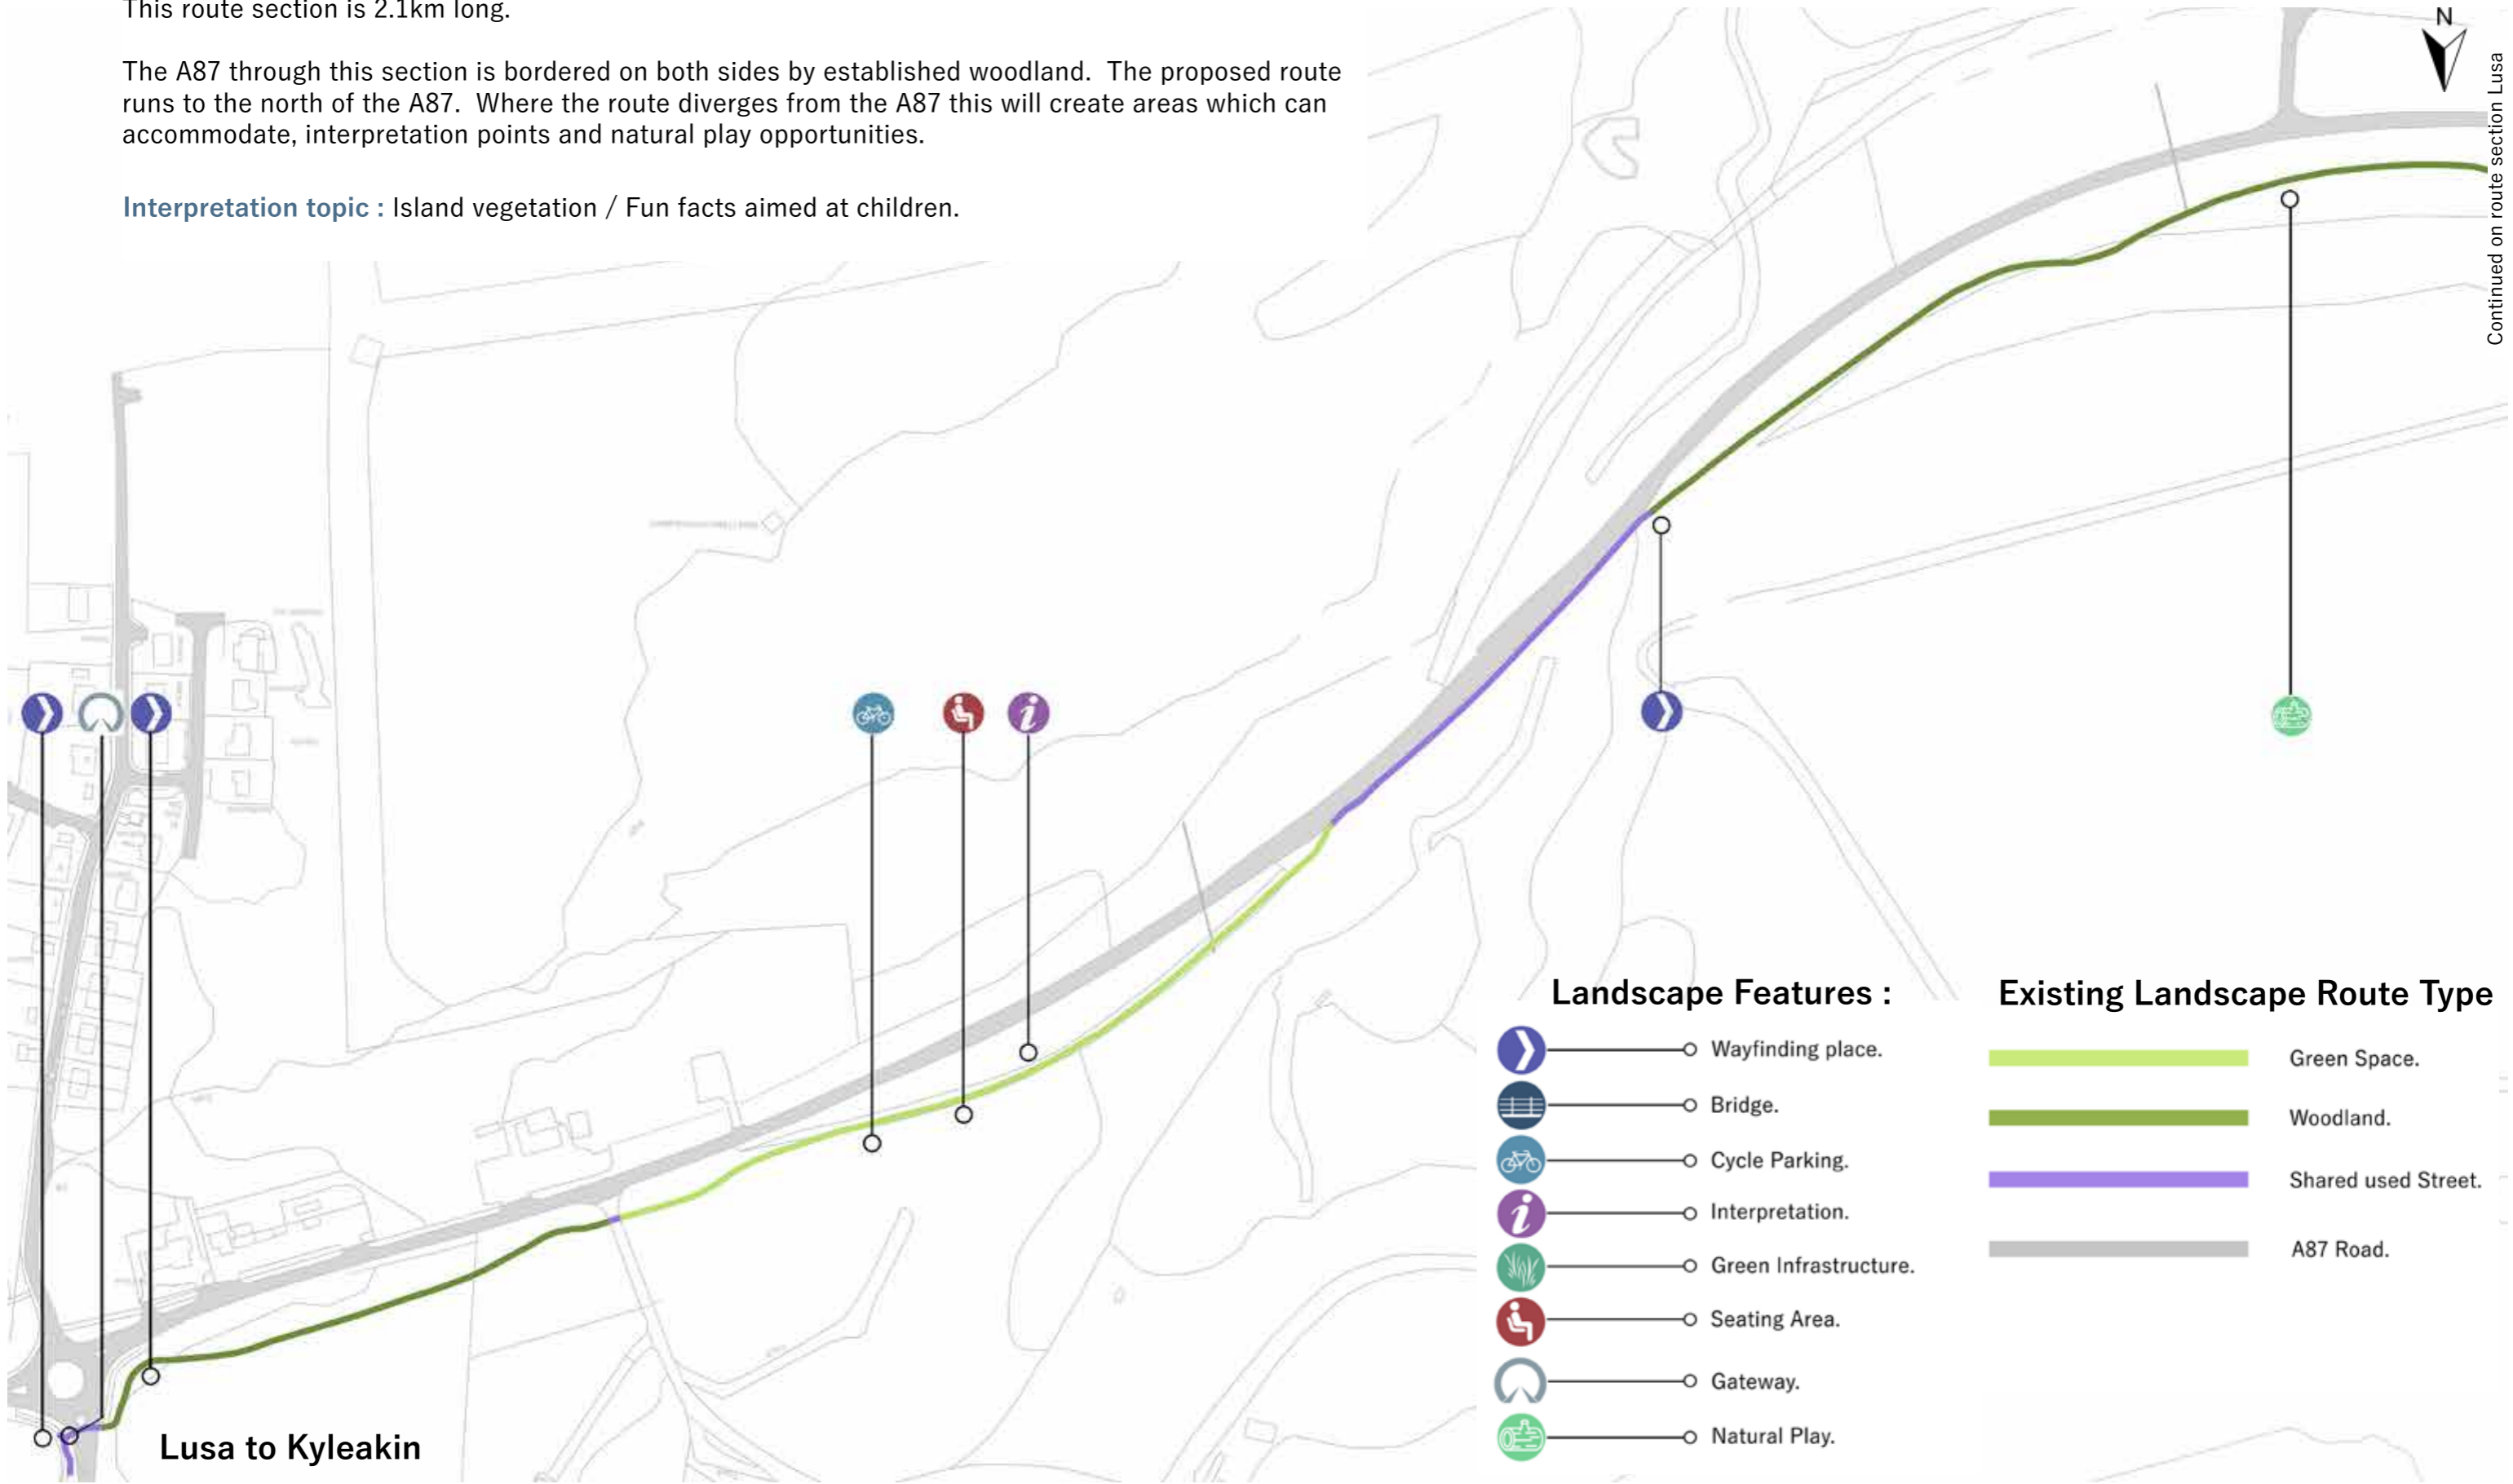 This route section is 2.1km long.
The A87 through this section is bordered on both sides by established woodland. The proposed route
runs to the north of the A87. Where the route diverges from the A87 this will create areas which can
accommodate, interpretation points and natural play opportunities.
Interpretation topic : Island vegetation / Fun facts aimed at children.
N
Continued on route section Lusa
Landscape Features :
Wayfinding place.
Bridge.
Cycle Parking.
Interpretation.
Green Infrastructure.
Seating Area.
Gateway.
Natural Play.
Existing Landscape Route Type
Green Space.
Woodland.
Shared used Street.
A87 Road.
Lusa to Kyleakin